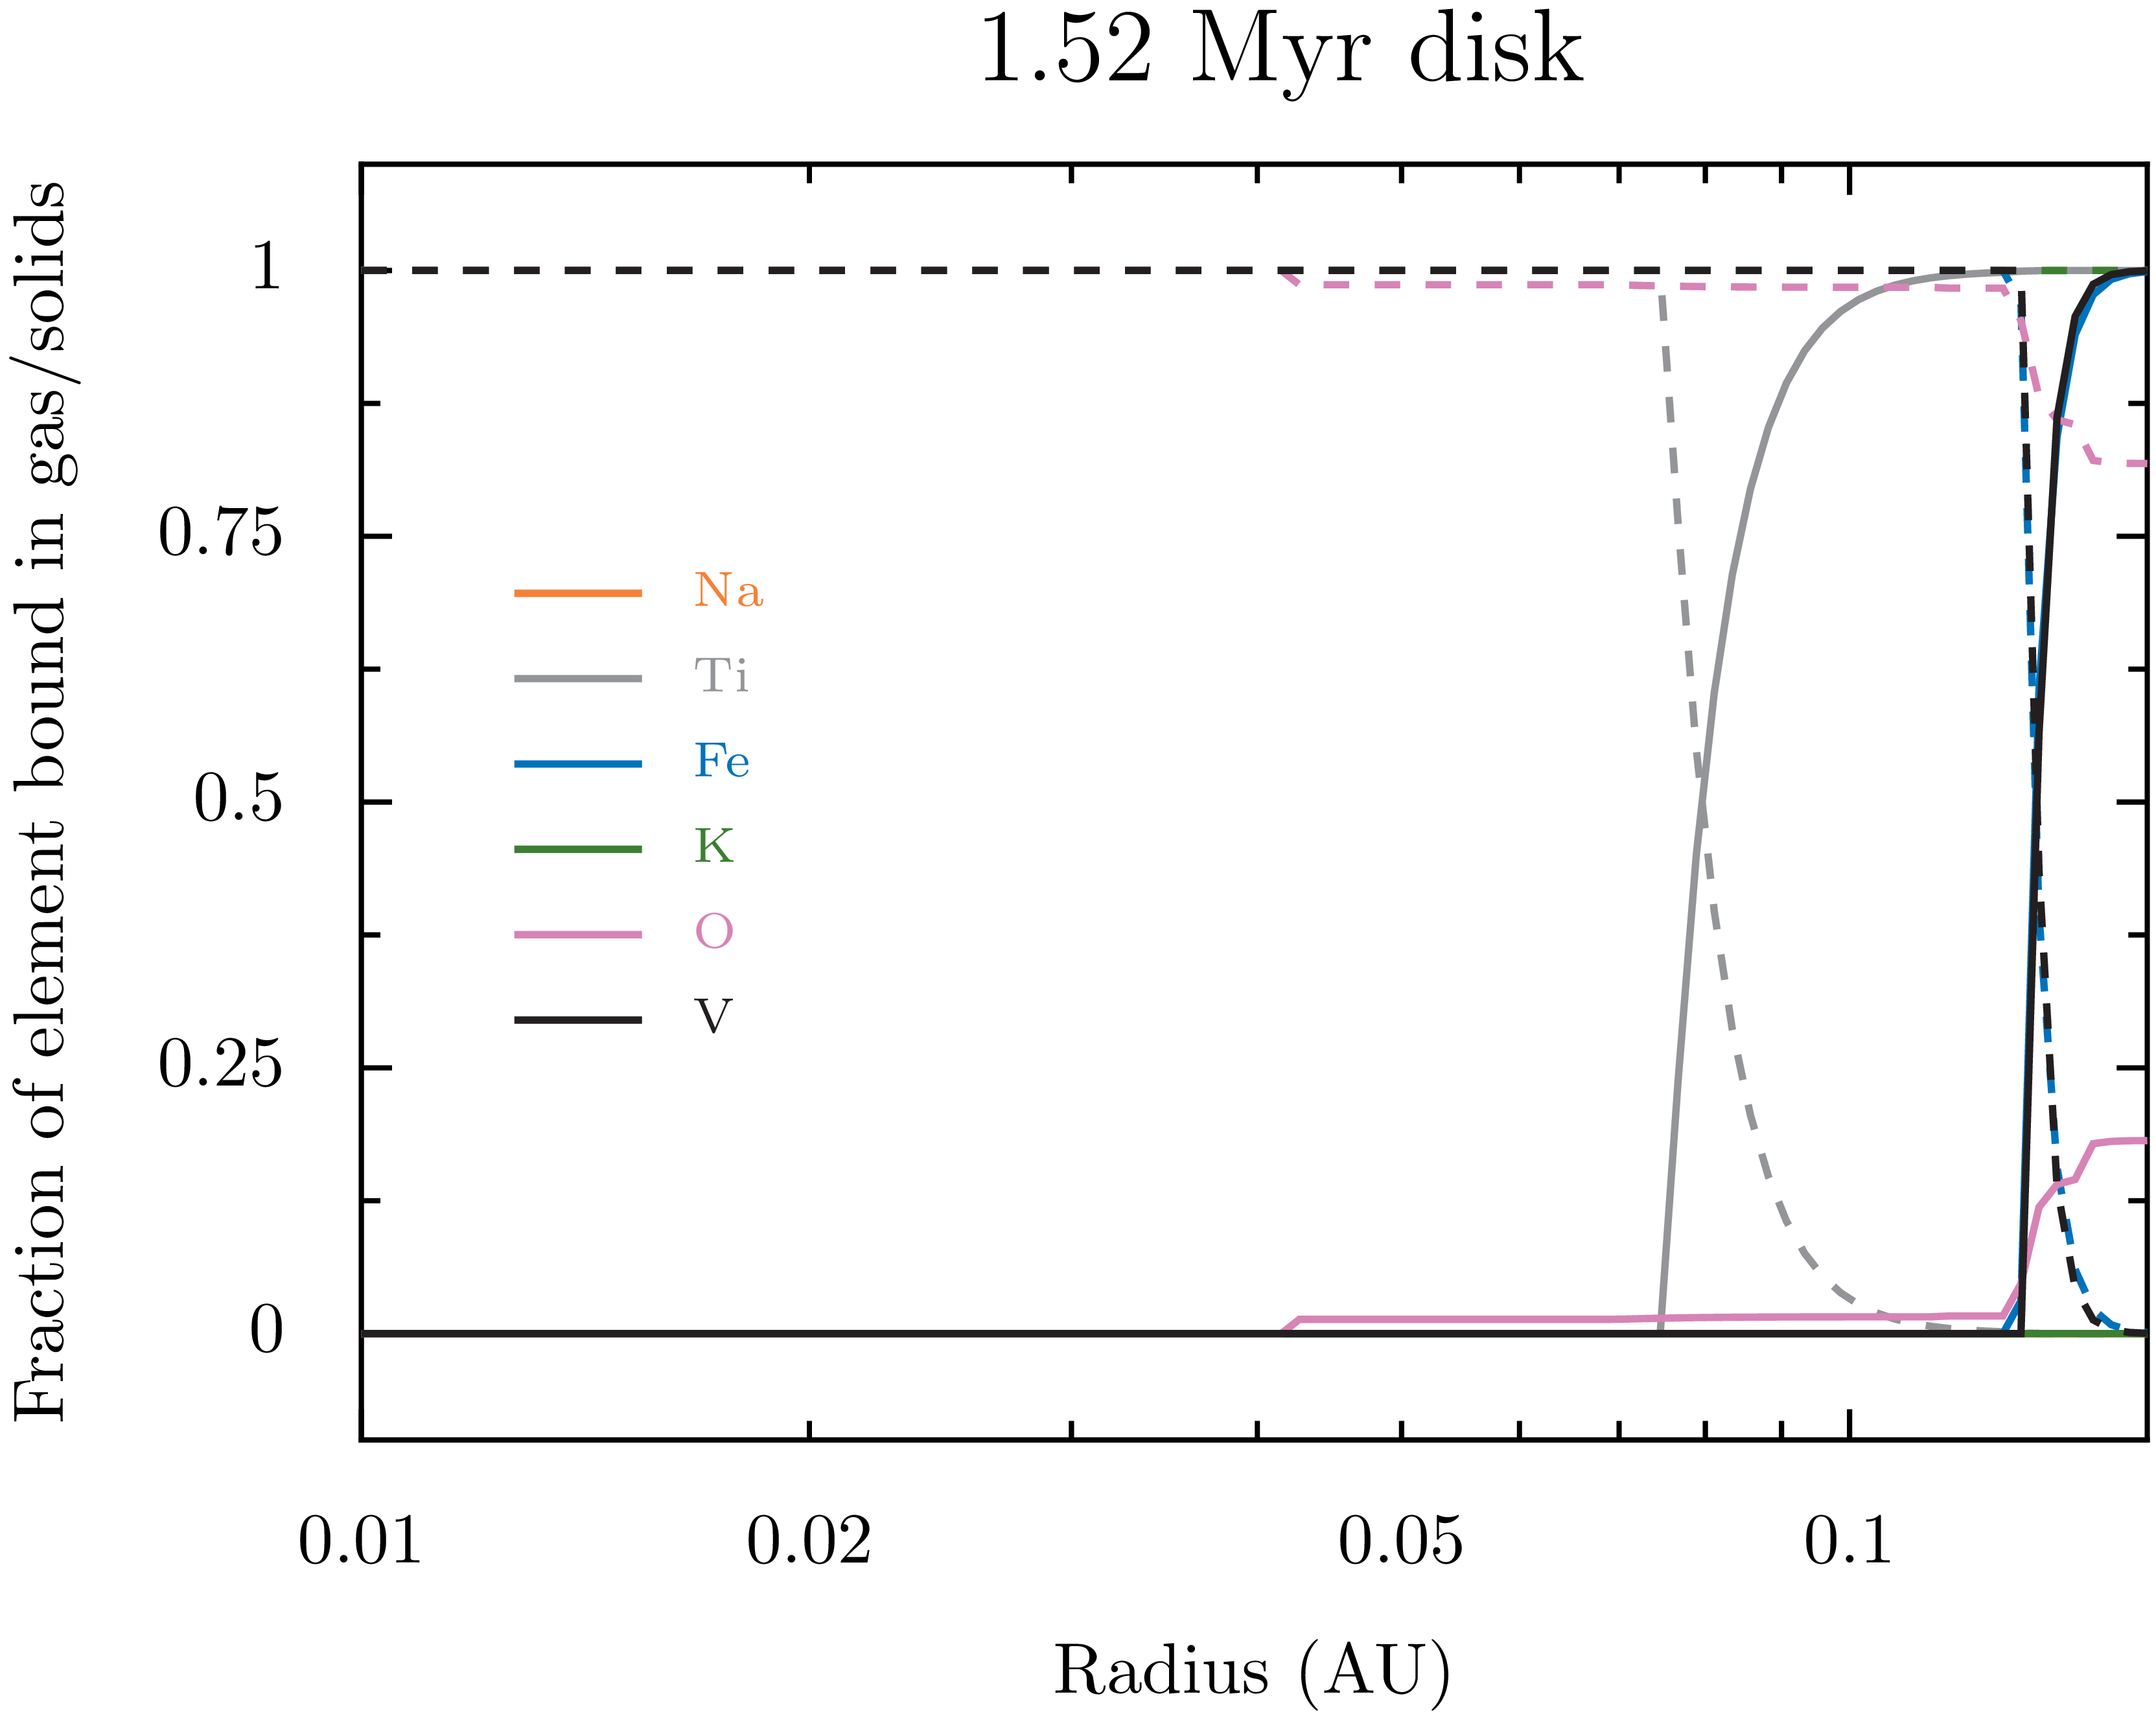 1.52 Myr disk
Fraction of element bound in gas/solids
1
0.75
0.5
0.25
0
Na
Ti
Fe
K
O
V
0.01 0.02 0.05 0.1
Radius (AU)